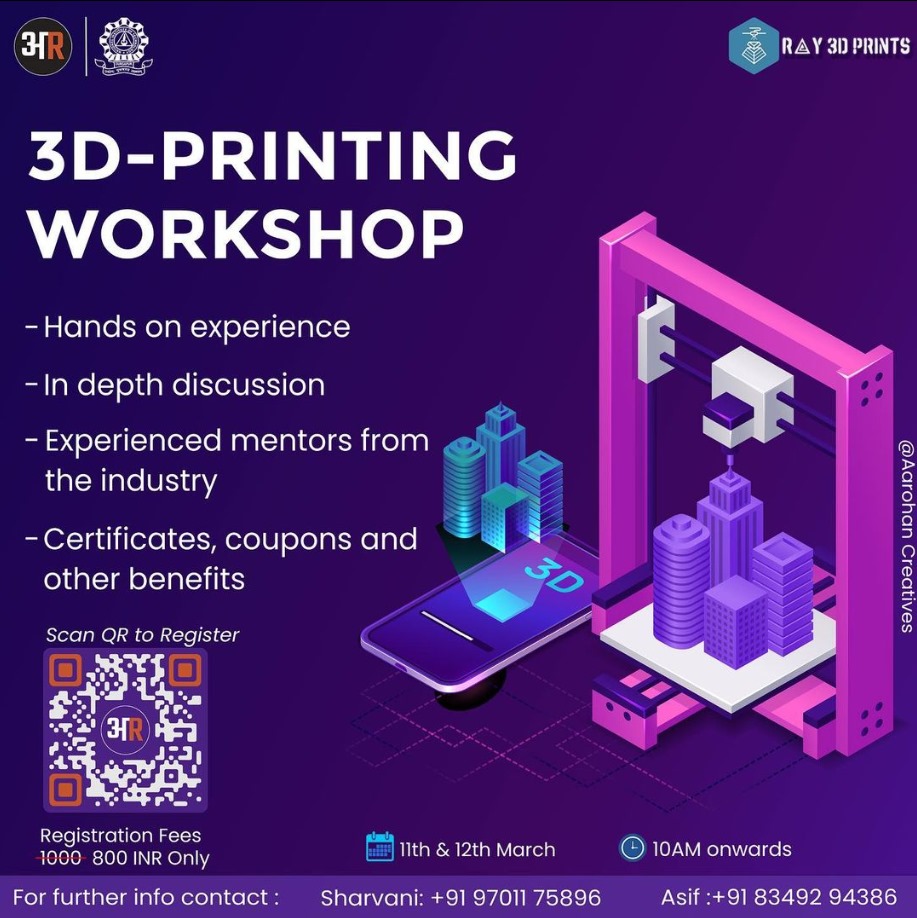 अR
RAY 3D PRINTS
3D-PRINTING
WORKSHOP
-Hands on experience
-In depth discussion
-Experienced mentors from
the industry
-Certificates, coupons and
other benefits
3D
@Aarohan Creatives
Scan QR to Register
अR
Registration Fees
1000 800 INR Only
11th & 12th March
10AM onwards
For further info contact :
Sharvani: +91 97011 75896
Asif :+91 83492 94386